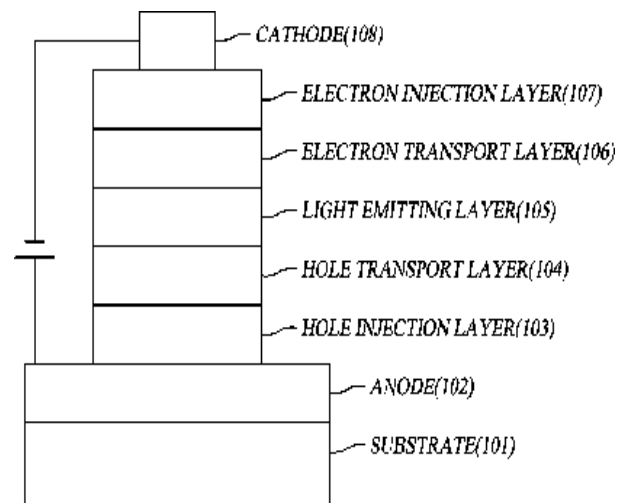 CATHODE(108)
ELECTRON INJECTION LAYER(107)
ELECTRON TRANSPORT LAYER(106)
LIGHT EMITTING LAYER(105)
HOLE TRANSPORT LAYER(104)
HOLE INJECTION LAYER(103)
ANODE(102)
SUBSTRATE(101)